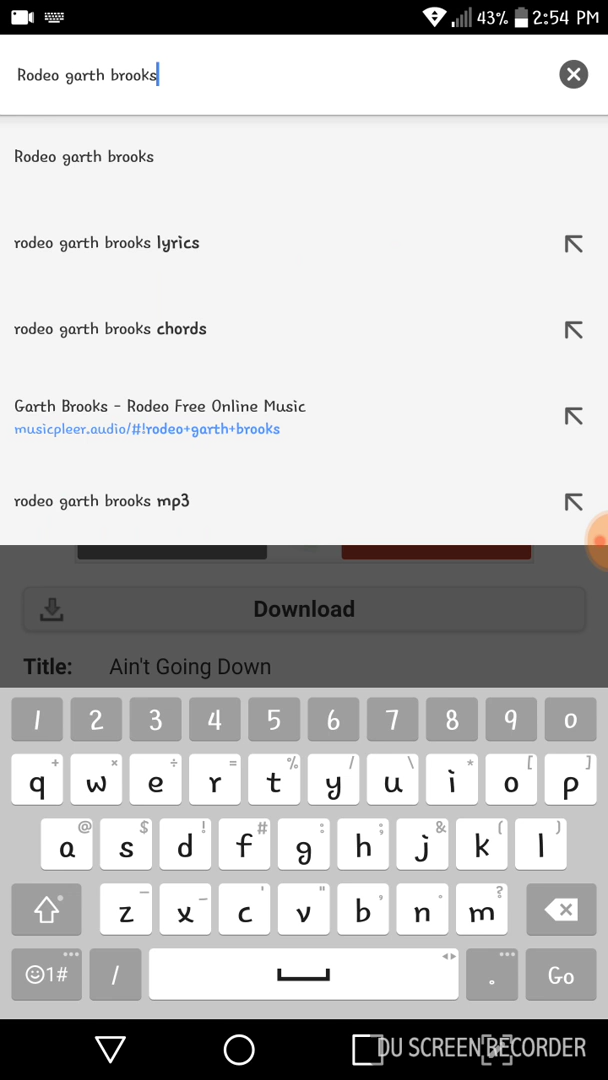 43% 2:54 PM
Rodeo garth brooks
Rodeo garth brooks
rodeo garth brooks lyrics
rodeo garth brooks chords
Garth Brooks - Rodeo Free Online Music
musicpleer.audio/#!rodeo+garth+brooks
rodeo garth brooks mp3
Download
Title: Ain't Going Down
1 2 3 4 5 6 7 8 9 0
+ × ÷ = % / \ * [ ]
q w e r t y u i o p
@ $ ! # : ; & ( )
a s d f g h j k l
- _ ' " , ?
z x c v b n m
1# / . Go
DU SCREEN RECORDER